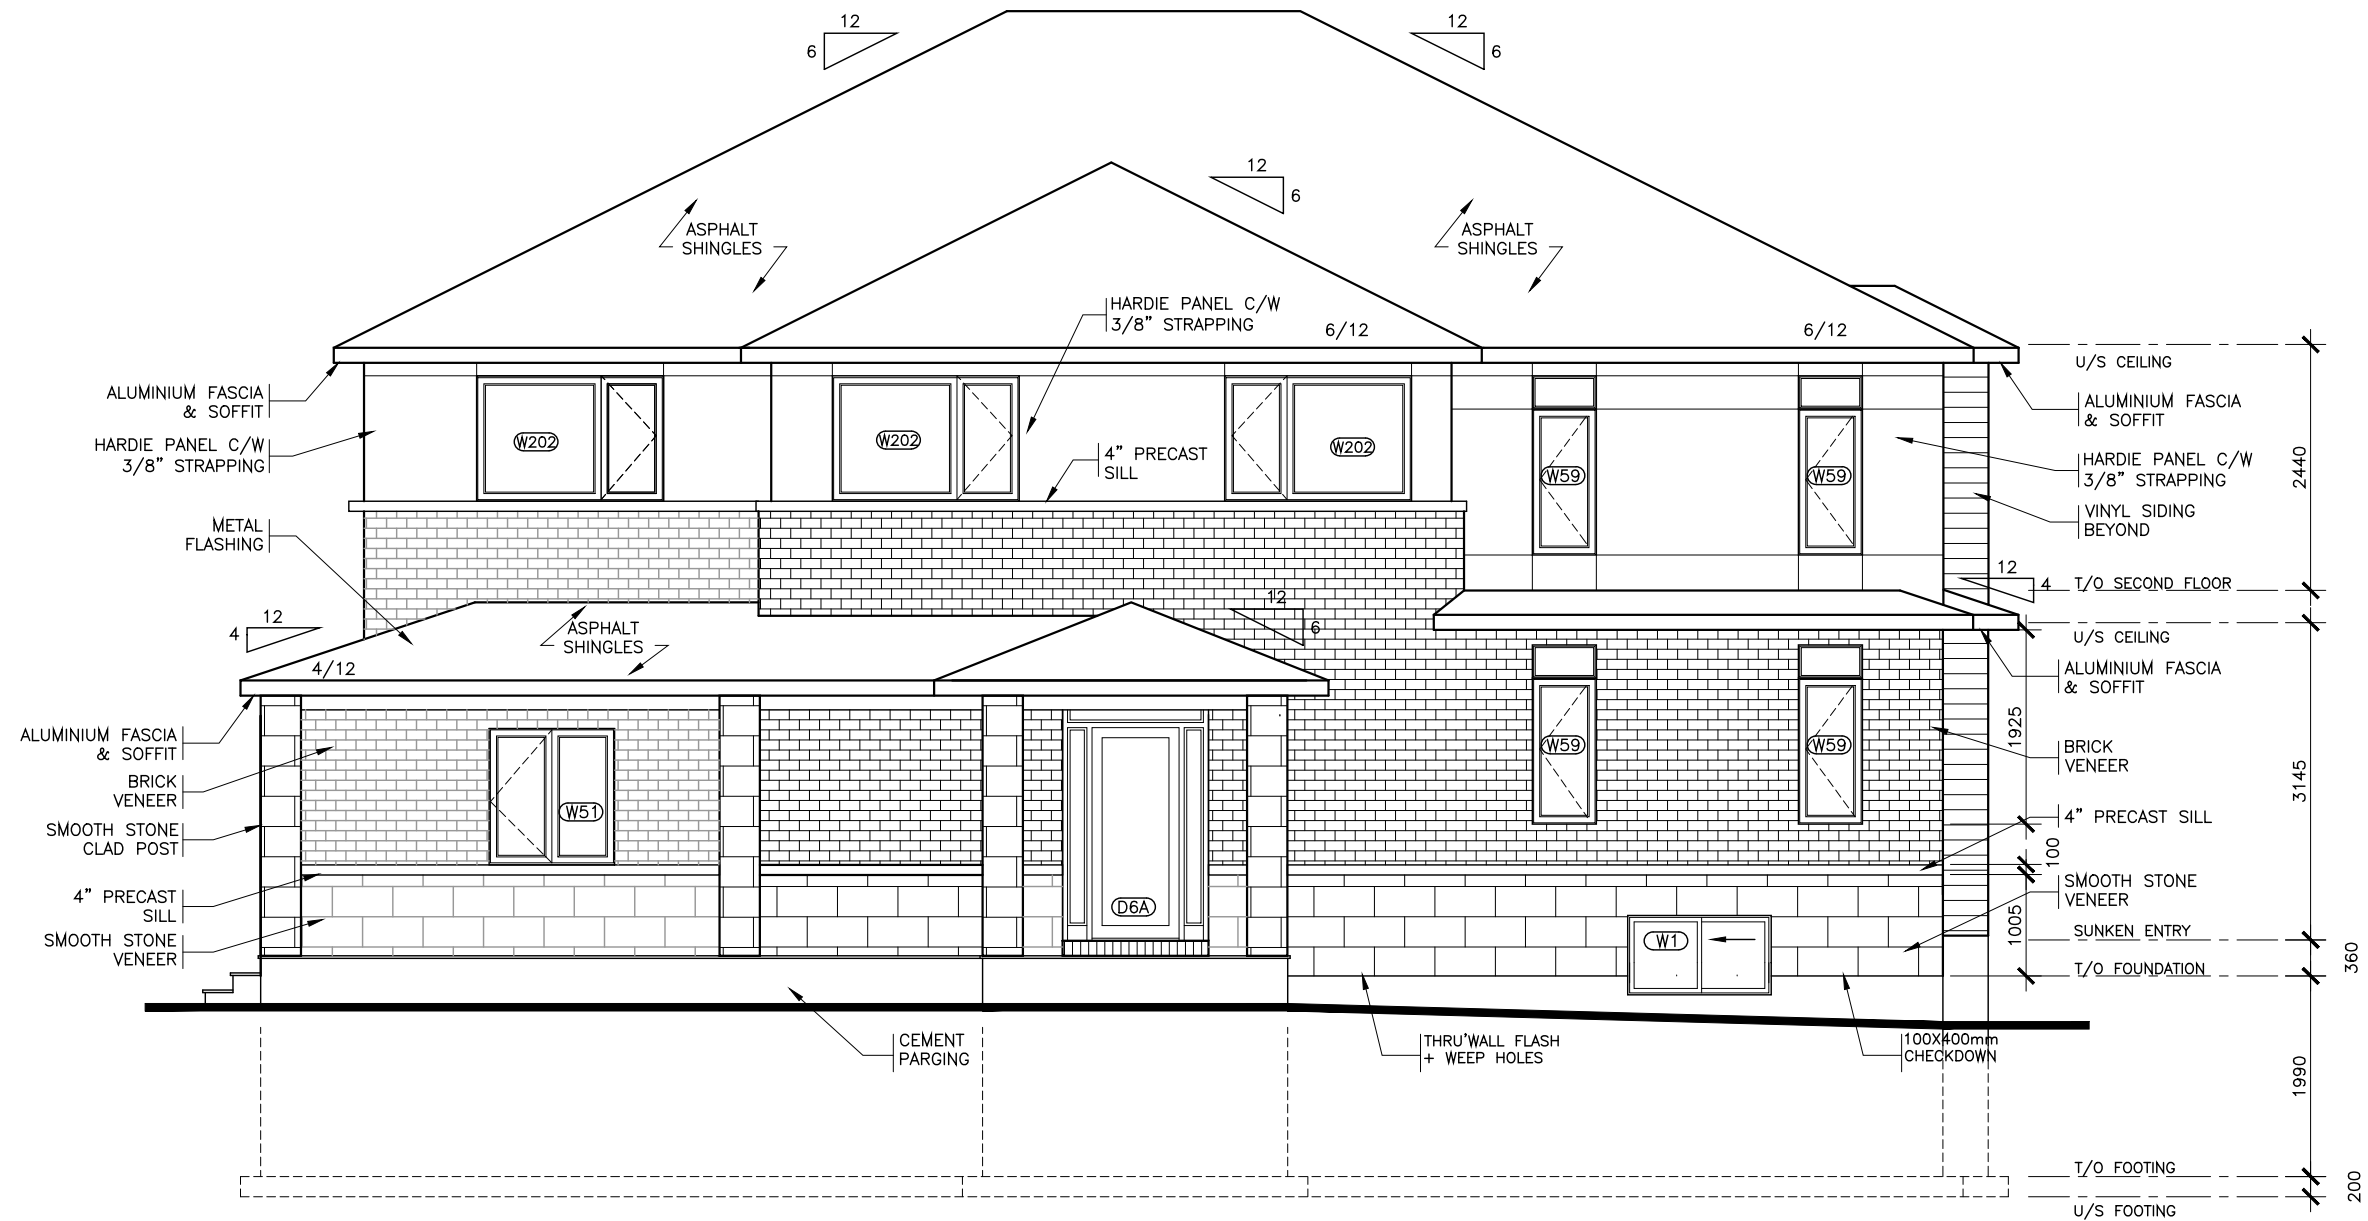 12
6
12
6
12
6
ASPHALT
SHINGLES
ASPHALT
SHINGLES
HARDIE PANEL C/W
3/8" STRAPPING
6/12
6/12
U/S CEILING
ALUMINIUM FASCIA
& SOFFIT
ALUMINIUM FASCIA
& SOFFIT
HARDIE PANEL C/W
3/8" STRAPPING
W202
W202
W202
4" PRECAST
SILL
W59
W59
HARDIE PANEL C/W
3/8" STRAPPING
2440
VINYL SIDING
BEYOND
METAL
FLASHING
12
4
T/O SECOND FLOOR
12
4
ASPHALT
SHINGLES
12
6
U/S CEILING
4/12
ALUMINIUM FASCIA
& SOFFIT
ALUMINIUM FASCIA
& SOFFIT
1925
W59
W59
BRICK
VENEER
3145
BRICK
VENEER
W51
SMOOTH STONE
CLAD POST
4" PRECAST SILL
100
4" PRECAST
SILL
D6A
SMOOTH STONE
VENEER
1005
SMOOTH STONE
VENEER
W1
SUNKEN ENTRY
360
T/O FOUNDATION
CEMENT
PARGING
THRU'WALL FLASH
+ WEEP HOLES
100X400mm
CHECKDOWN
1990
T/O FOOTING
200
U/S FOOTING